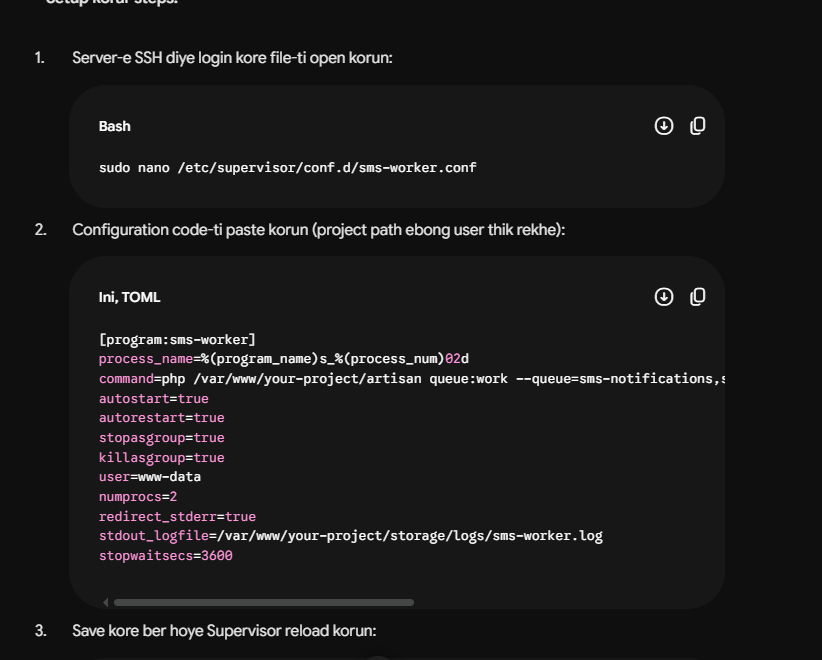 setup korar steps:
1. Server-e SSH diye login kore file-ti open korun:
Bash
sudo nano /etc/supervisor/conf.d/sms-worker.conf
2. Configuration code-ti paste korun (project path ebong user thik rekhe):
Ini, TOML
[program:sms-worker]
process_name=%(program_name)s_%(process_num)02d
command=php /var/www/your-project/artisan queue:work --queue=sms-notifications,s
autostart=true
autorestart=true
stopasgroup=true
killasgroup=true
user=www-data
numprocs=2
redirect_stderr=true
stdout_logfile=/var/www/your-project/storage/logs/sms-worker.log
stopwaitsecs=3600
3. Save kore ber hoye Supervisor reload korun: